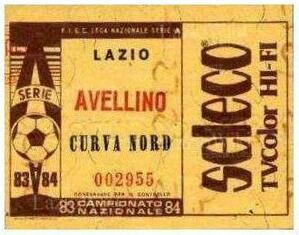 F.I.G.C. LEGA NAZIONALE SERIE A
LAZIO
A
SERIE
AVELLINO
CURVA NORD
83 84
002955
CONSERVARE PER IL CONTROLLO
83 CAMPIONATO 84
NAZIONALE
seleco®
TVColor HI-FI